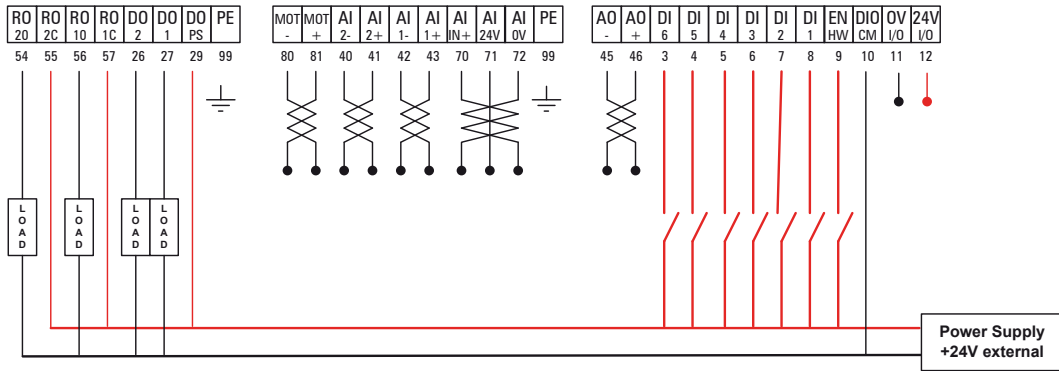 RO RO RO RO DO DO DO PE MOT MOT AI AI AI AI AI AI AI PE AO AO DI DI DI DI DI DI EN DIO 0V 24V
20 2C 10 1C 2 1 PS - + 2- 2+ 1- 1+ IN+ 24V 0V - + 6 5 4 3 2 1 HW CM I/O I/O
54 55 56 57 26 27 29 99 80 81 40 41 42 43 70 71 72 99 45 46 3 4 5 6 7 8 9 10 11 12
LOAD LOAD LOAD LOAD
Power Supply
+24V external